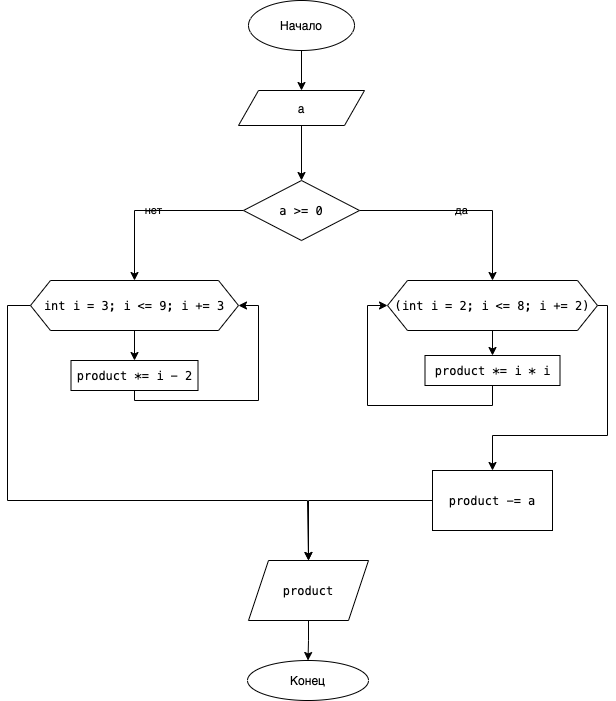 Начало
a
a >= 0
нет
да
int i = 3; i <= 9; i += 3
(int i = 2; i <= 8; i += 2)
product *= i - 2
product *= i * i
product -= a
product
Конец